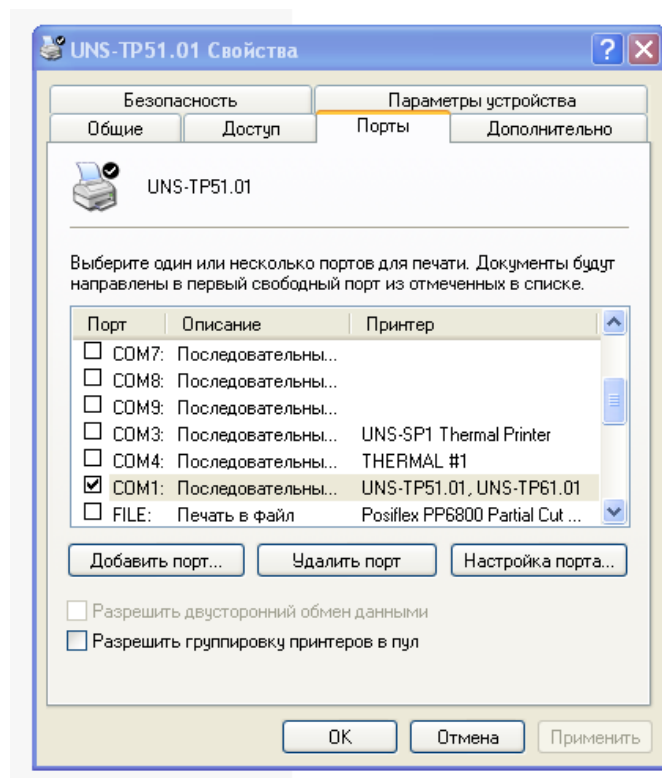 UNS-TP51.01 Свойства
Безопасность Параметры устройства
Общие Доступ Порты Дополнительно
UNS-TP51.01
Выберите один или несколько портов для печати. Документы будут
направлены в первый свободный порт из отмеченных в списке.
Порт Описание Принтер
COM7: Последовательны...
COM8: Последовательны...
COM9: Последовательны...
COM3: Последовательны... UNS-SP1 Thermal Printer
COM4: Последовательны... THERMAL #1
COM1: Последовательны... UNS-TP51.01, UNS-TP61.01
FILE: Печать в файл Posiflex PP6800 Partial Cut ...
Добавить порт... Удалить порт Настройка порта...
Разрешить двусторонний обмен данными
Разрешить группировку принтеров в пул
OK Отмена Применить